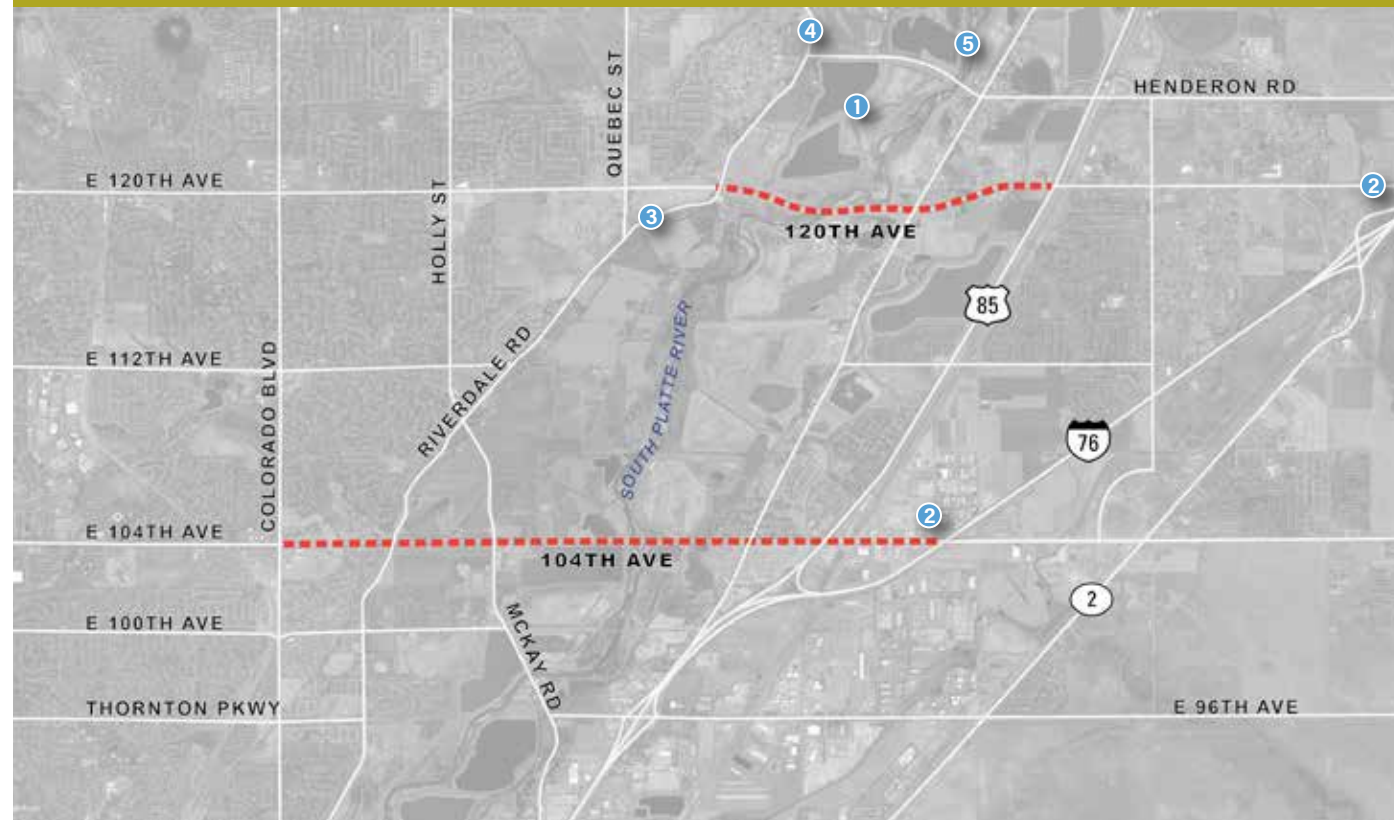 4
5
QUEBEC ST
HENDERON RD
1
E 120TH AVE
2
HOLLY ST
3
120TH AVE
85
SOUTH PLATTE RIVER
RIVERDALE RD
E 112TH AVE
COLORADO BLVD
76
2
E 104TH AVE
104TH AVE
2
E 100TH AVE
MCKAY RD
THORNTON PKWY
E 96TH AVE